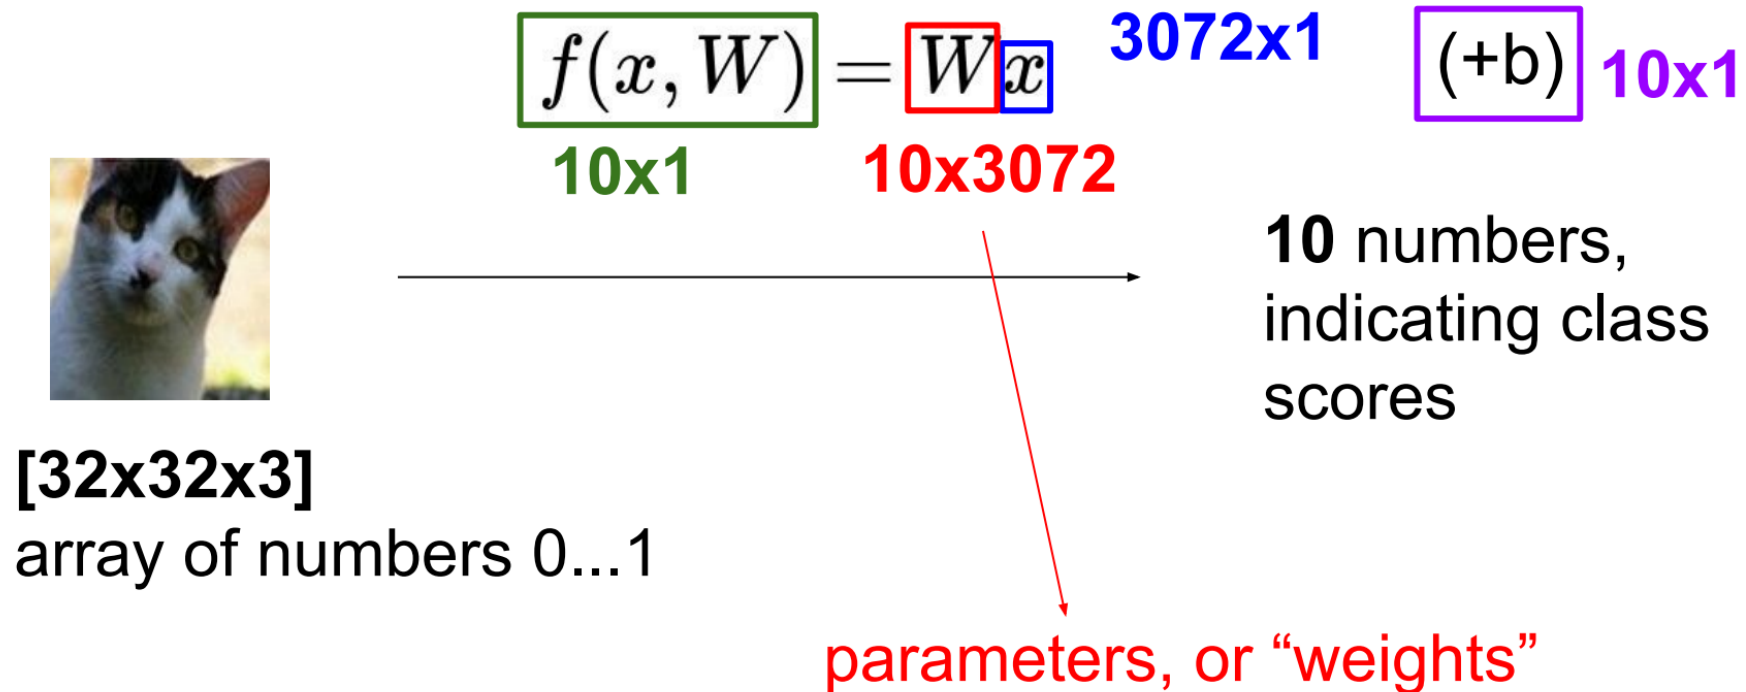 f(x, W) = Wx 3072x1 (+b) 10x1
10x1 10x3072
10 numbers,
indicating class
scores
[32x32x3]
array of numbers 0...1
parameters, or “weights”